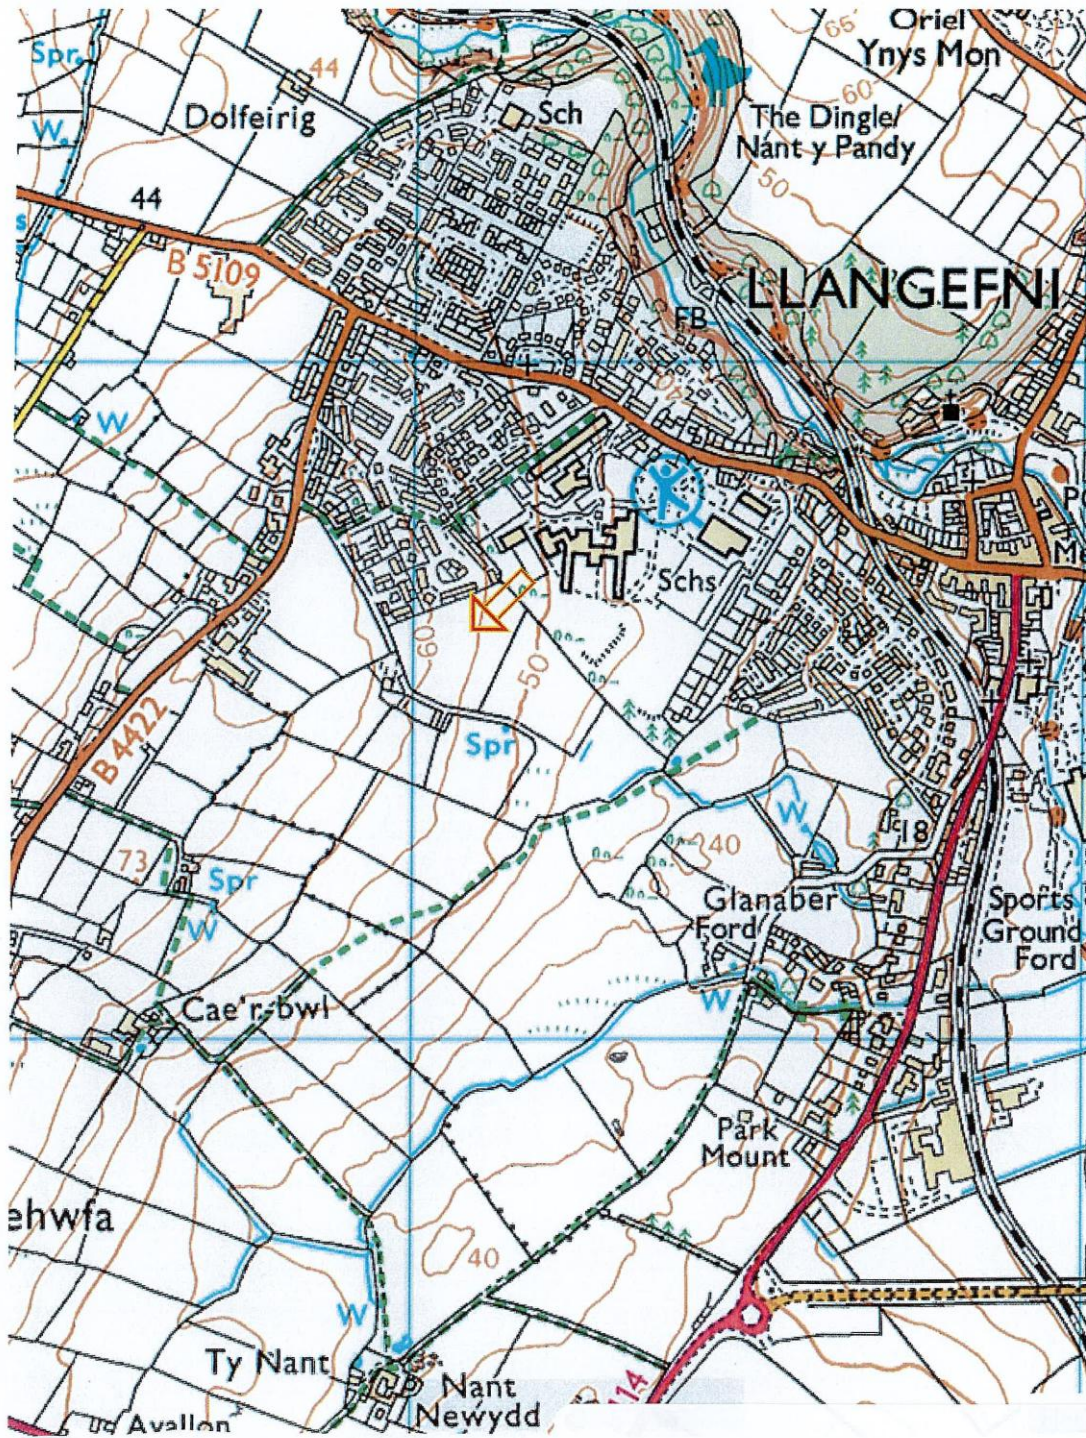 Oriel
Ynys Mon
65
Spr
44
60
Dolfeirig
Sch
The Dingle/
Nant y Pandy
W
50
44
B 5109
LLANGEFNI
FB
W
Schs
M
60
50
Spr
B 4422
W
18
73
Spr
40
Glanaber
Ford
Sports
Ground
Ford
W
W
Cae'r-bwl
Park
Mount
ehwfa
40
W
Ty Nant
Nant
Newydd
114
Avallon